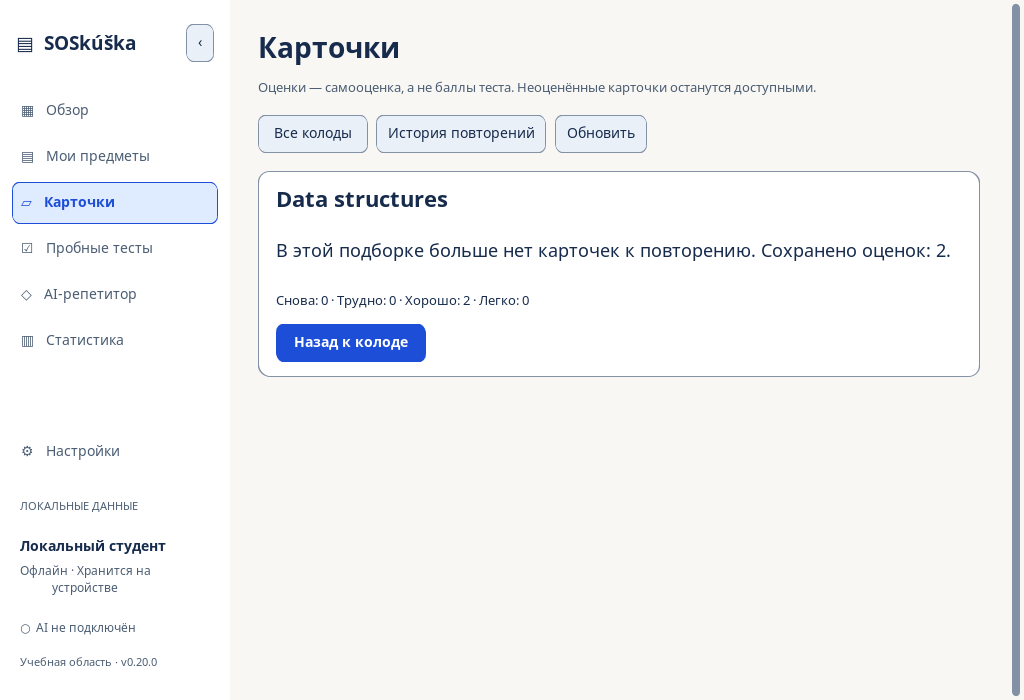 SOSkúška
‹
Обзор
Мои предметы
Карточки
Пробные тесты
AI-репетитор
Статистика
Настройки
ЛОКАЛЬНЫЕ ДАННЫЕ
Локальный студент
Офлайн · Хранится на
устройстве
AI не подключён
Учебная область · v0.20.0
Карточки
Оценки — самооценка, а не баллы теста. Неоценённые карточки останутся доступными.
Все колоды
История повторений
Обновить
Data structures
В этой подборке больше нет карточек к повторению. Сохранено оценок: 2.
Снова: 0 · Трудно: 0 · Хорошо: 2 · Легко: 0
Назад к колоде